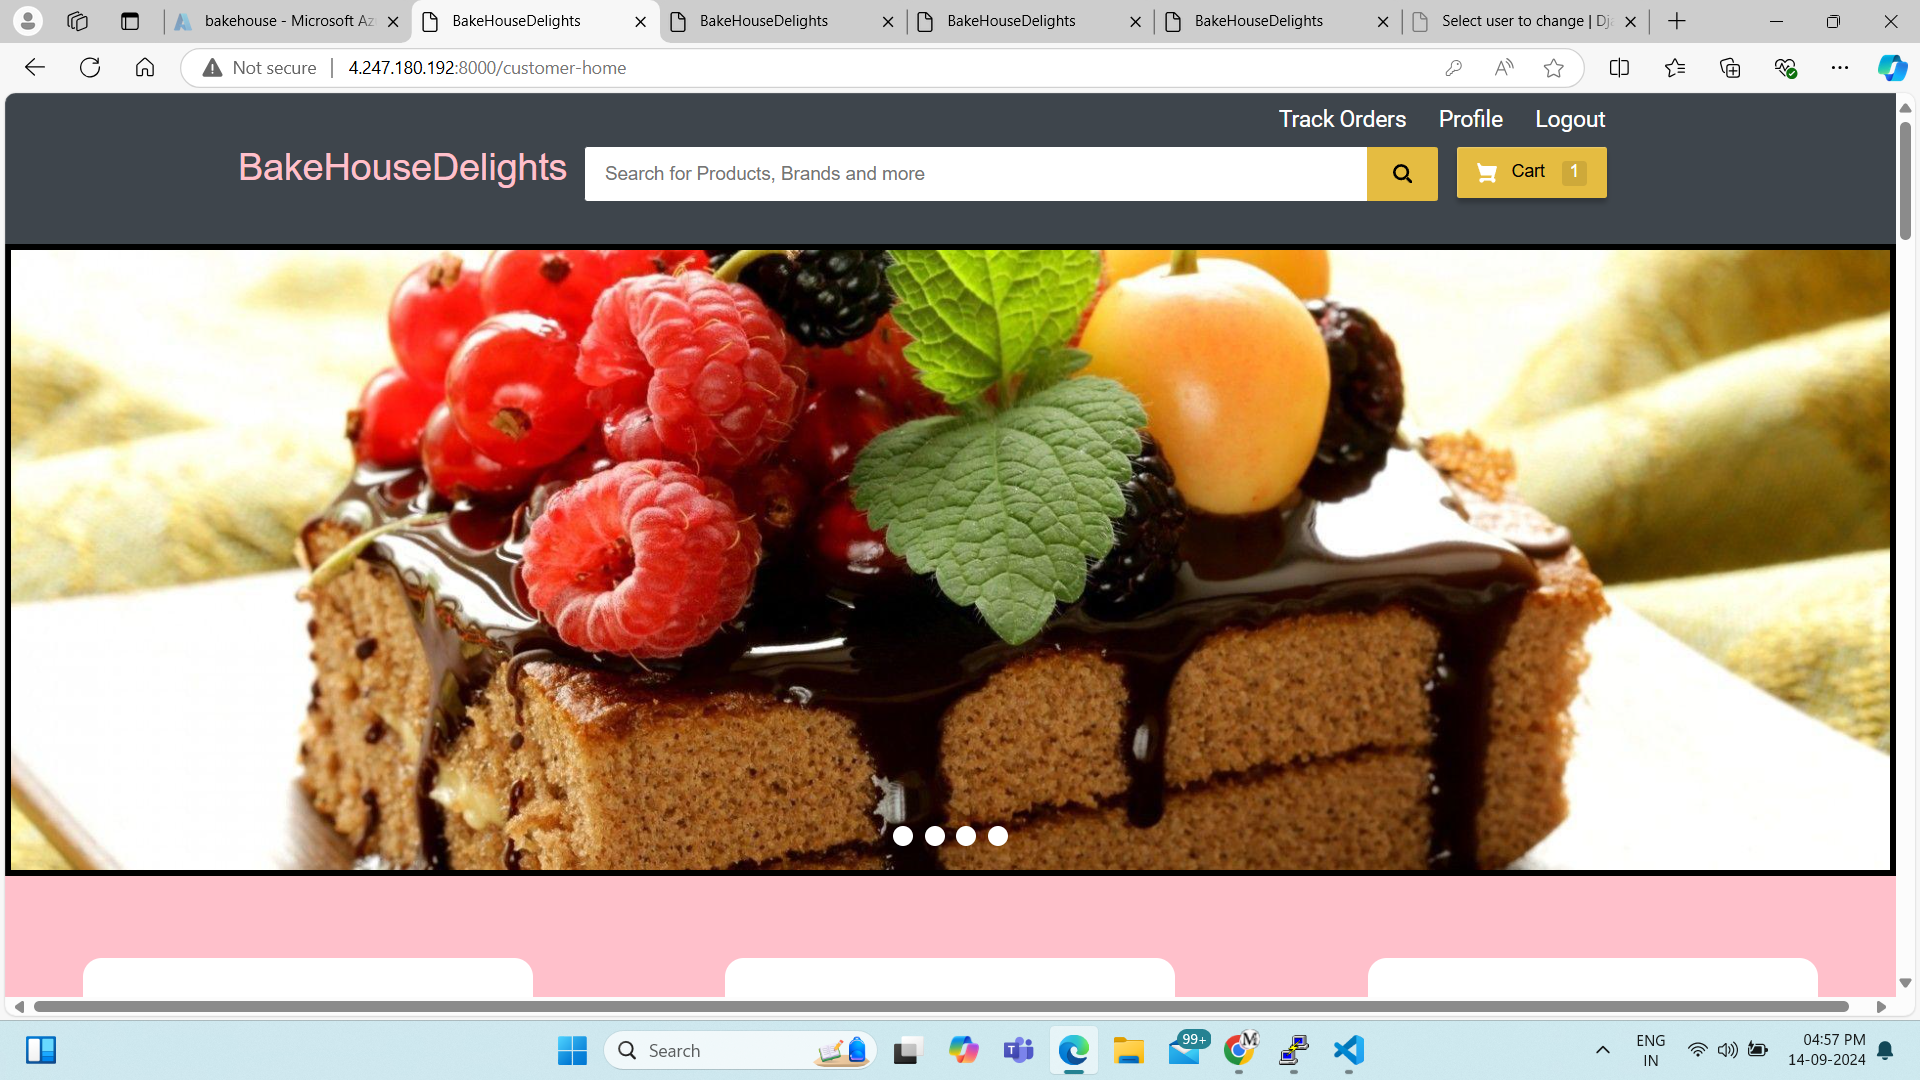 bakehouse - Microsoft Az
BakeHouseDelights
BakeHouseDelights
BakeHouseDelights
BakeHouseDelights
Select user to change | Dj
Not secure
4.247.180.192:8000/customer-home
Track Orders
Profile
Logout
BakeHouseDelights
Search for Products, Brands and more
Cart 1
Search
99+
M
ENG
IN
04:57 PM
14-09-2024